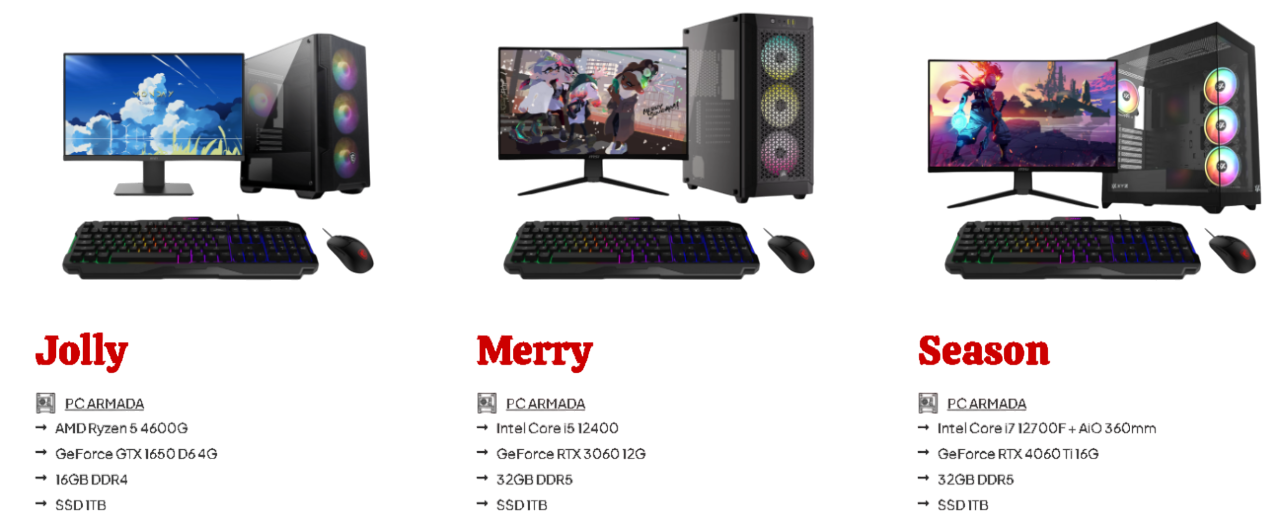 Jolly
PC ARMADA
→ AMD Ryzen 5 4600G
→ GeForce GTX 1650 D6 4G
→ 16GB DDR4
→ SSD 1TB
Merry
PC ARMADA
→ Intel Core i5 12400
→ GeForce RTX 3060 12G
→ 32GB DDR5
→ SSD 1TB
Season
PC ARMADA
→ Intel Core i7 12700F + AiO 360mm
→ GeForce RTX 4060 Ti 16G
→ 32GB DDR5
→ SSD 1TB